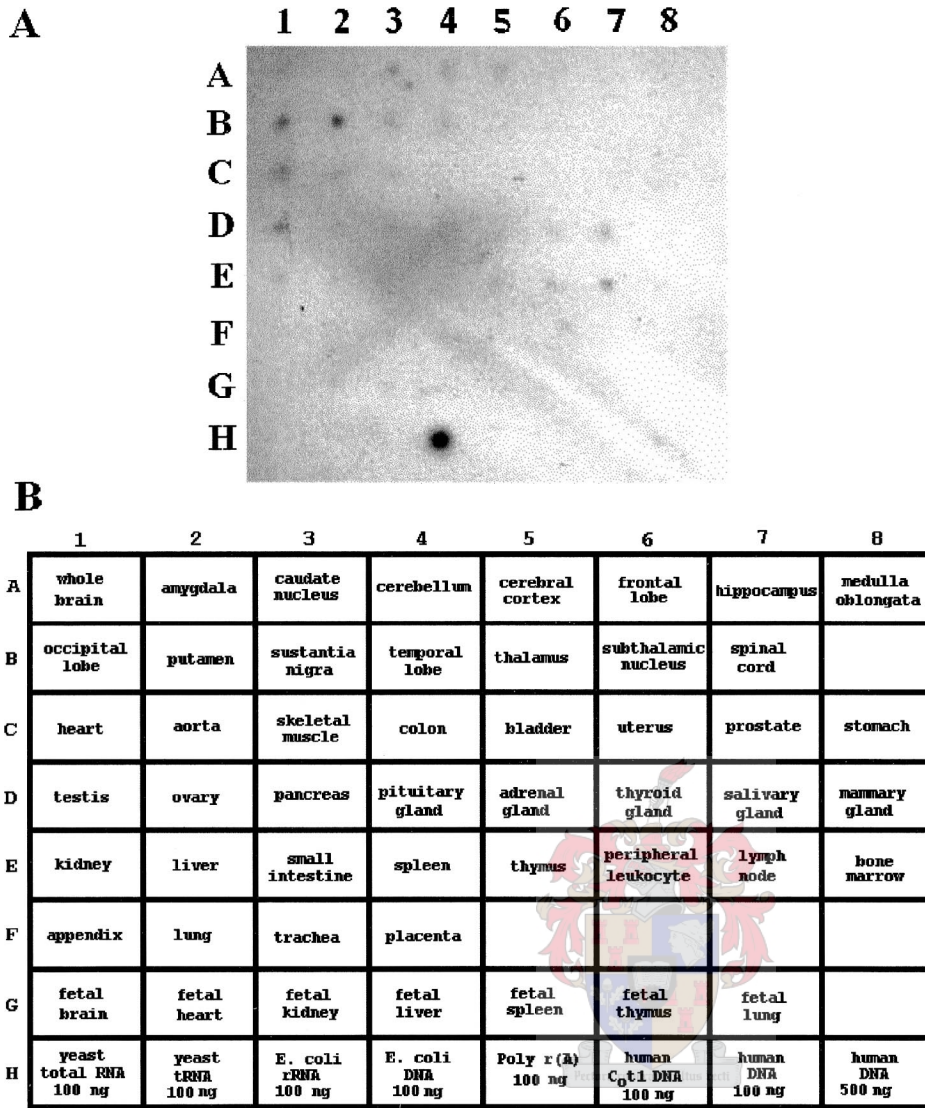 A
1 2 3 4 5 6 7 8
A
B
C
D
E
F
G
H
B
1 2 3 4 5 6 7 8
A whole brain amygdala caudate nucleus cerebellum cerebral cortex frontal lobe hippocampus medulla oblongata
B occipital lobe putamen sustantia nigra temporal lobe thalamus subthalamic nucleus spinal cord
C heart aorta skeletal muscle colon bladder uterus prostate stomach
D testis ovary pancreas pituitary gland adrenal gland thyroid gland salivary gland mammary gland
E kidney liver small intestine spleen thymus peripheral leukocyte lymph node bone marrow
F appendix lung trachea placenta
G fetal brain fetal heart fetal kidney fetal liver fetal spleen fetal thymus fetal lung
H yeast total RNA 100 ng yeast tRNA 100 ng E. coli rRNA 100 ng E. coli DNA 100 ng Poly r(A) 100 ng human C₀t1 DNA 100 ng human DNA 100 ng human DNA 500 ng